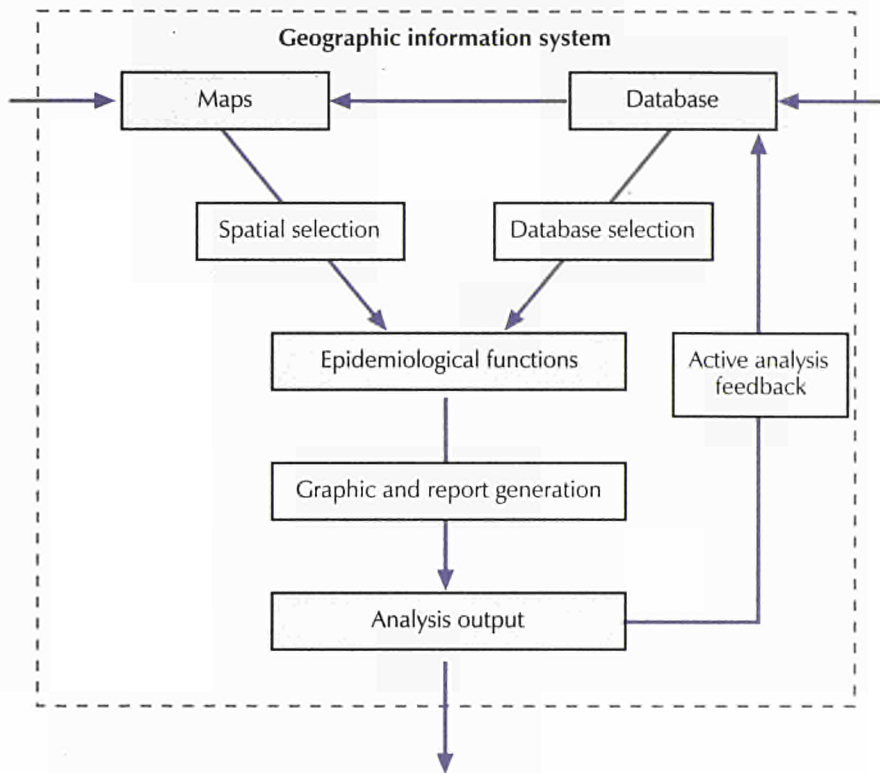 Geographic information system
Maps
Database
Spatial selection
Database selection
Epidemiological functions
Active analysis
feedback
Graphic and report generation
Analysis output